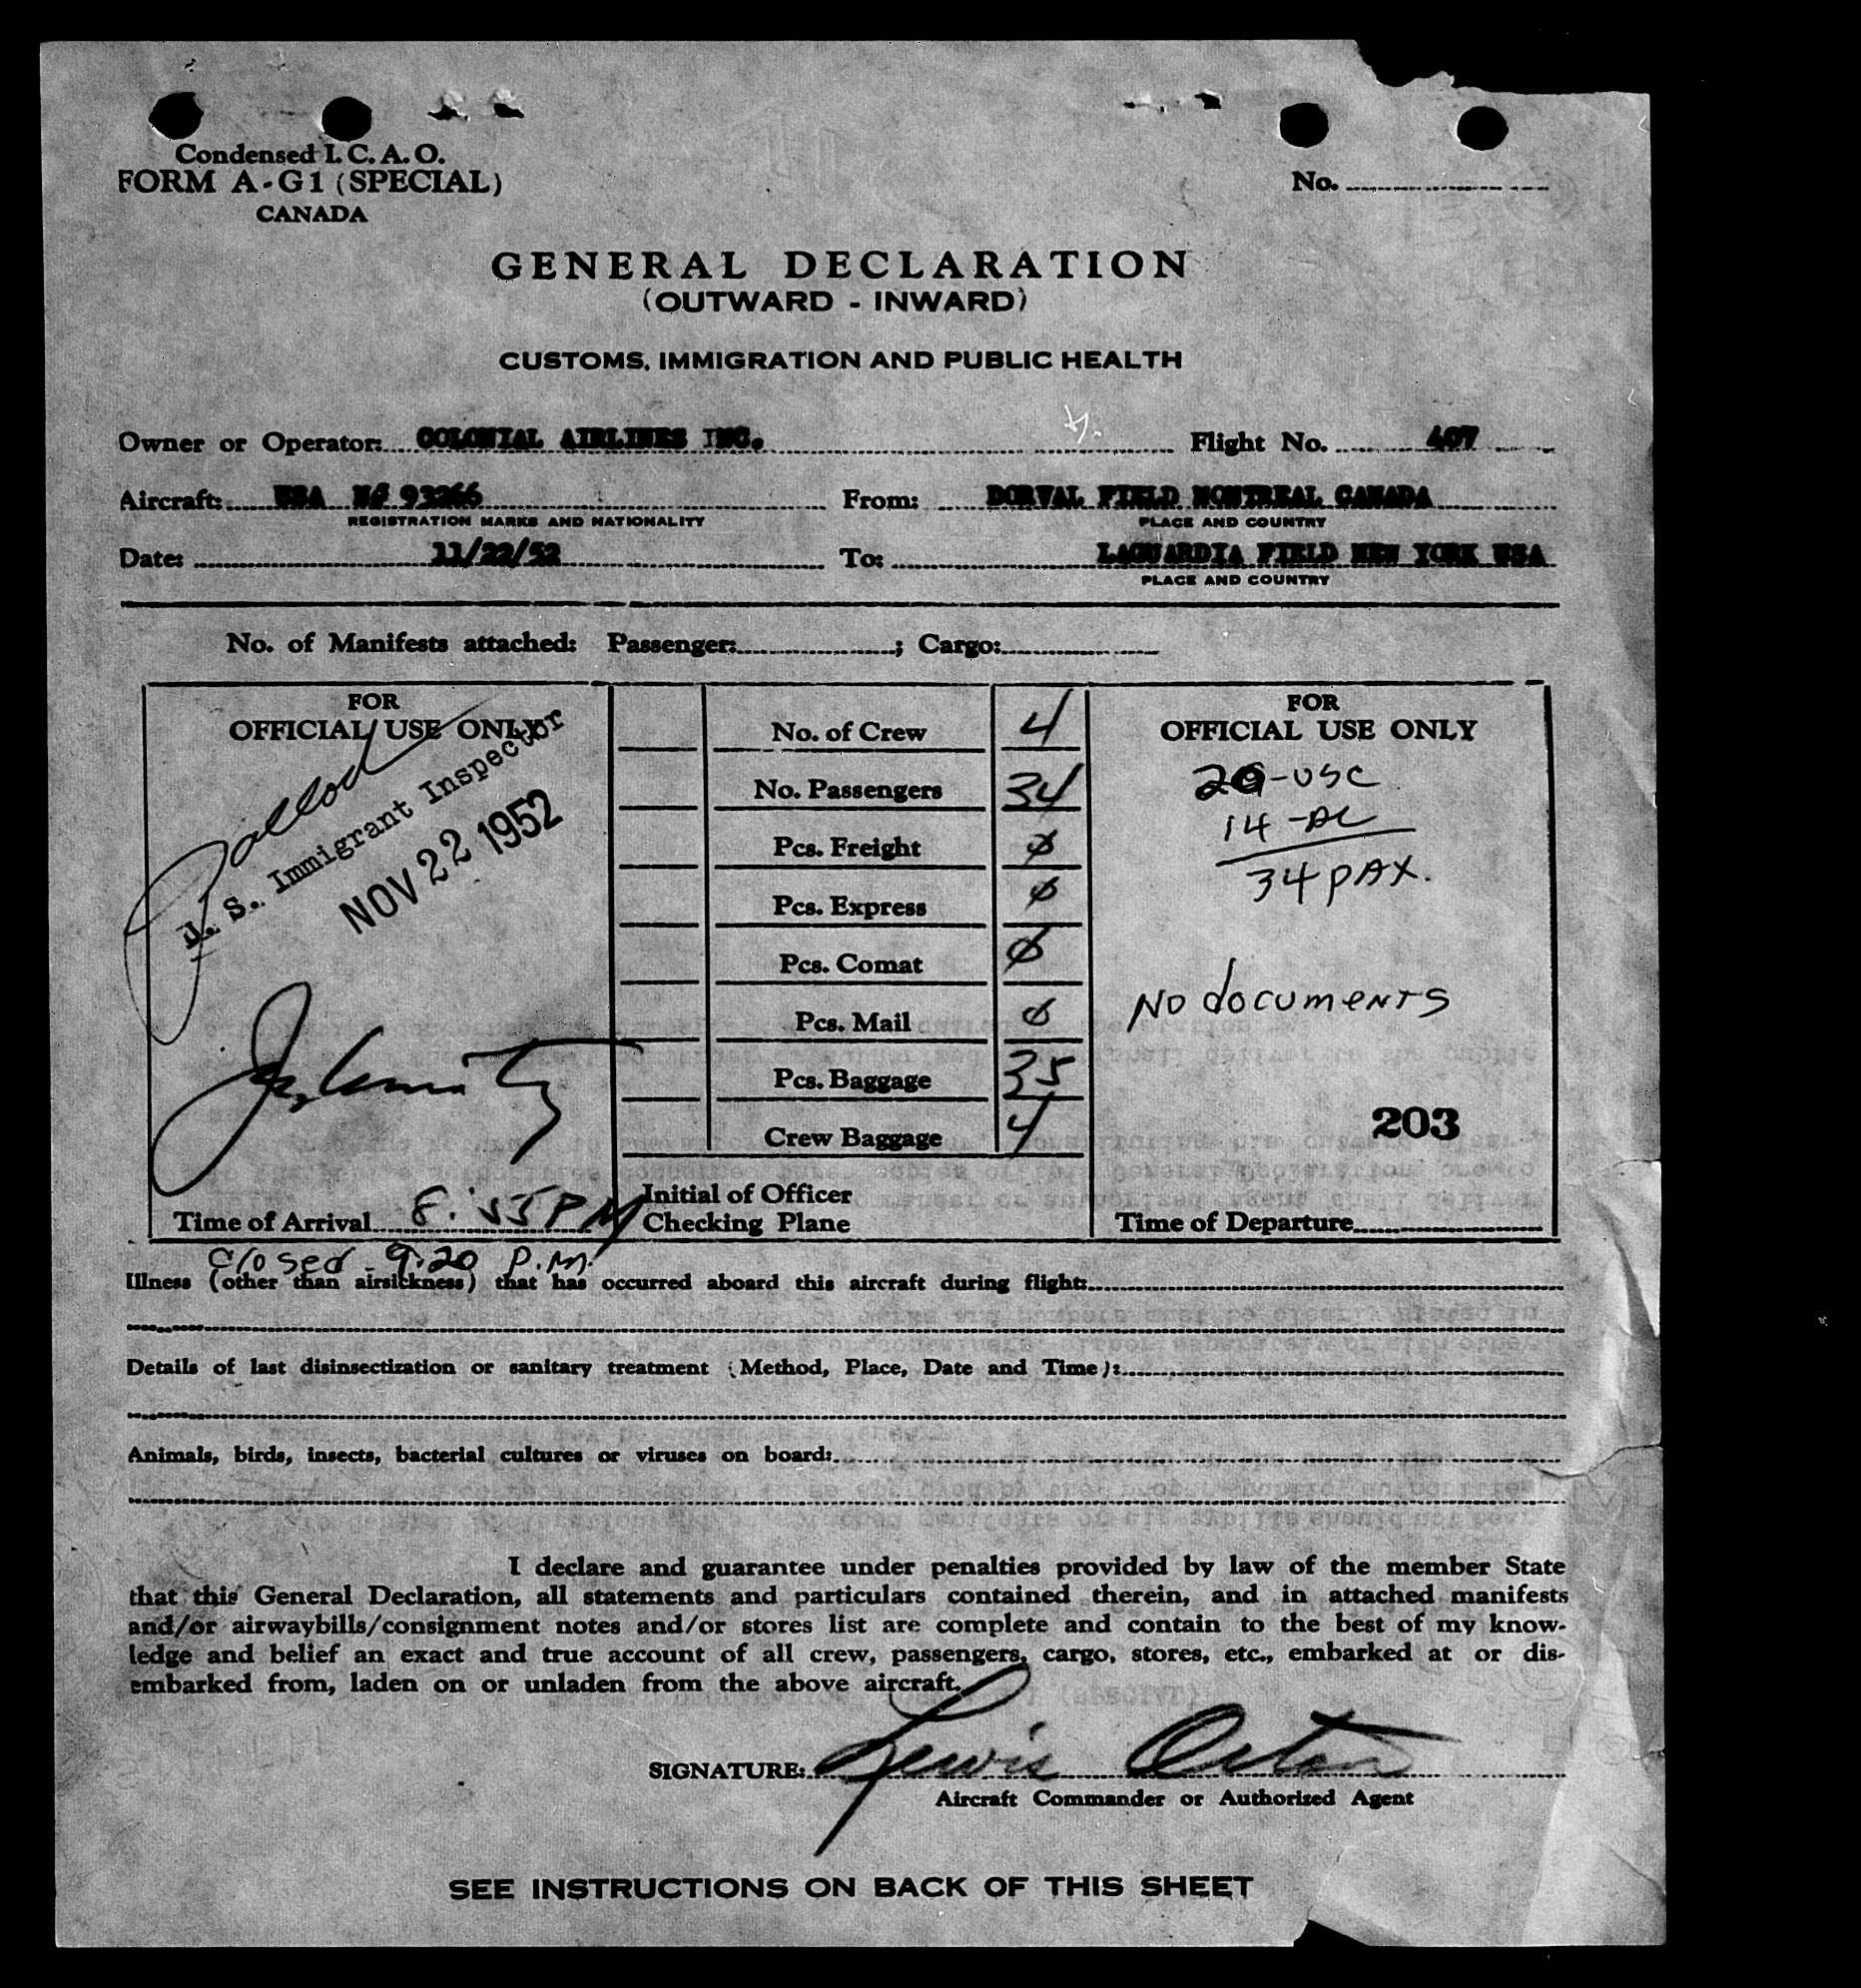 Condensed I. C. A. O.
FORM A-G1 (SPECIAL)
CANADA
No.
GENERAL DECLARATION
(OUTWARD - INWARD)
CUSTOMS, IMMIGRATION AND PUBLIC HEALTH
Owner or Operator: COLONIAL AIRLINES INC. Flight No. 407
Aircraft: USA N# 93266 From: DORVAL FIELD MONTREAL CANADA
REGISTRATION MARKS AND NATIONALITY PLACE AND COUNTRY
Date: 11/22/52 To: LAGUARDIA FIELD NEW YORK USA
PLACE AND COUNTRY
No. of Manifests attached: Passenger: ; Cargo:
FOR
OFFICIAL USE ONLY
U. S. Immigrant Inspector
NOV 22 1952
Time of Arrival 8:55 PM
closed - 9:20 P.M.
No. of Crew 4
No. Passengers 34
Pcs. Freight ø
Pcs. Express ø
Pcs. Comat ø
Pcs. Mail ø
Pcs. Baggage 35
Crew Baggage 4
Initial of Officer
Checking Plane
FOR
OFFICIAL USE ONLY
20-USC
14-AL
34 PAX.
NO documents
203
Time of Departure
Illness (other than airsickness) that has occurred aboard this aircraft during flight:
Details of last disinsectization or sanitary treatment (Method, Place, Date and Time):
Animals, birds, insects, bacterial cultures or viruses on board:
I declare and guarantee under penalties provided by law of the member State
that this General Declaration, all statements and particulars contained therein, and in attached manifests
and/or airwaybills/consignment notes and/or stores list are complete and contain to the best of my know-
ledge and belief an exact and true account of all crew, passengers, cargo, stores, etc., embarked at or dis-
embarked from, laden on or unladen from the above aircraft.
SIGNATURE: Lewis
Aircraft Commander or Authorized Agent
SEE INSTRUCTIONS ON BACK OF THIS SHEET